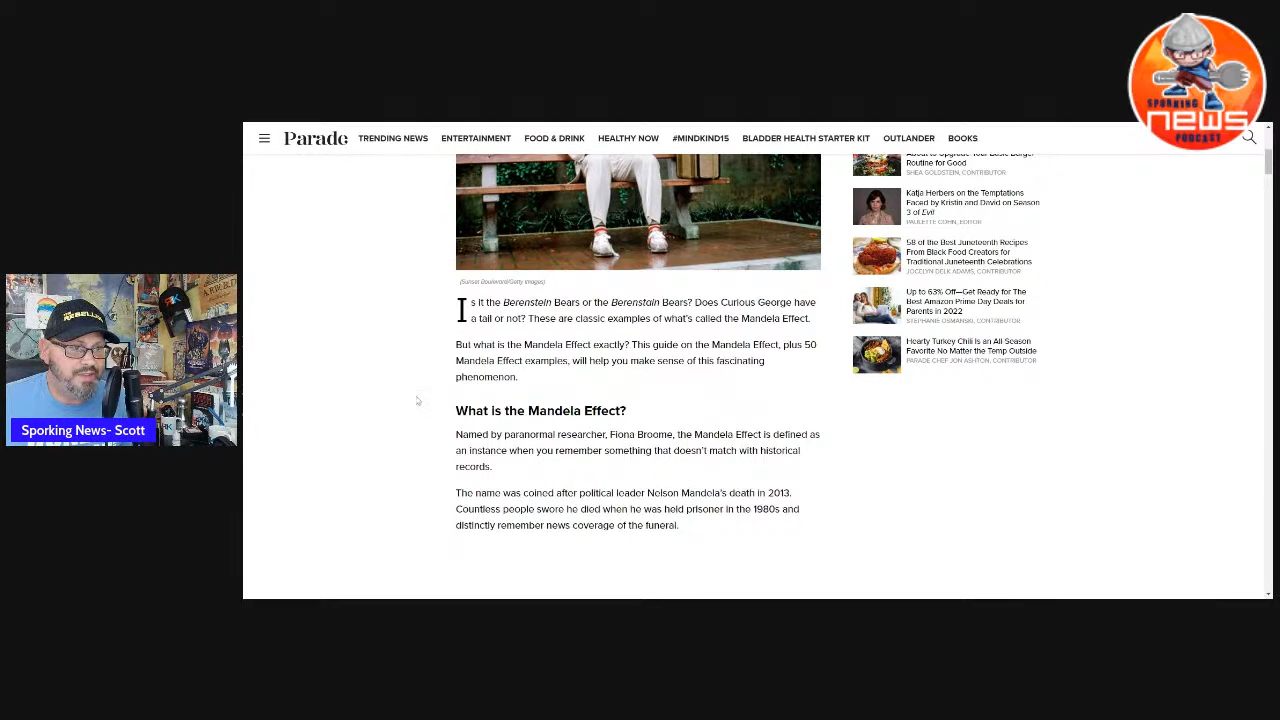 SPORKING
news
PODCAST
Parade
TRENDING NEWS
ENTERTAINMENT
FOOD & DRINK
HEALTHY NOW
#MINDKIND15
BLADDER HEALTH STARTER KIT
OUTLANDER
BOOKS
(Sunset Boulevard/Getty Images)
Is it the Berenstein Bears or the Berenstain Bears? Does Curious George have
a tail or not? These are classic examples of what's called the Mandela Effect.
But what is the Mandela Effect exactly? This guide on the Mandela Effect, plus 50
Mandela Effect examples, will help you make sense of this fascinating
phenomenon.
What is the Mandela Effect?
Named by paranormal researcher, Fiona Broome, the Mandela Effect is defined as
an instance when you remember something that doesn't match with historical
records.
The name was coined after political leader Nelson Mandela's death in 2013.
Countless people swore he died when he was held prisoner in the 1980s and
distinctly remember news coverage of the funeral.
About to Upgrade Your Basic Burger
Routine for Good
SHEA GOLDSTEIN, CONTRIBUTOR
Katja Herbers on the Temptations
Faced by Kristin and David on Season
3 of Evil
PAULETTE COHN, EDITOR
58 of the Best Juneteenth Recipes
From Black Food Creators for
Traditional Juneteenth Celebrations
JOCELYN DELK ADAMS, CONTRIBUTOR
Up to 63% Off—Get Ready for The
Best Amazon Prime Day Deals for
Parents in 2022
STEPHANIE OSMANSKI, CONTRIBUTOR
Hearty Turkey Chili Is an All-Season
Favorite No Matter the Temp Outside
PARADE CHEF JON ASHTON, CONTRIBUTOR
REBELLION
Sporking News- Scott